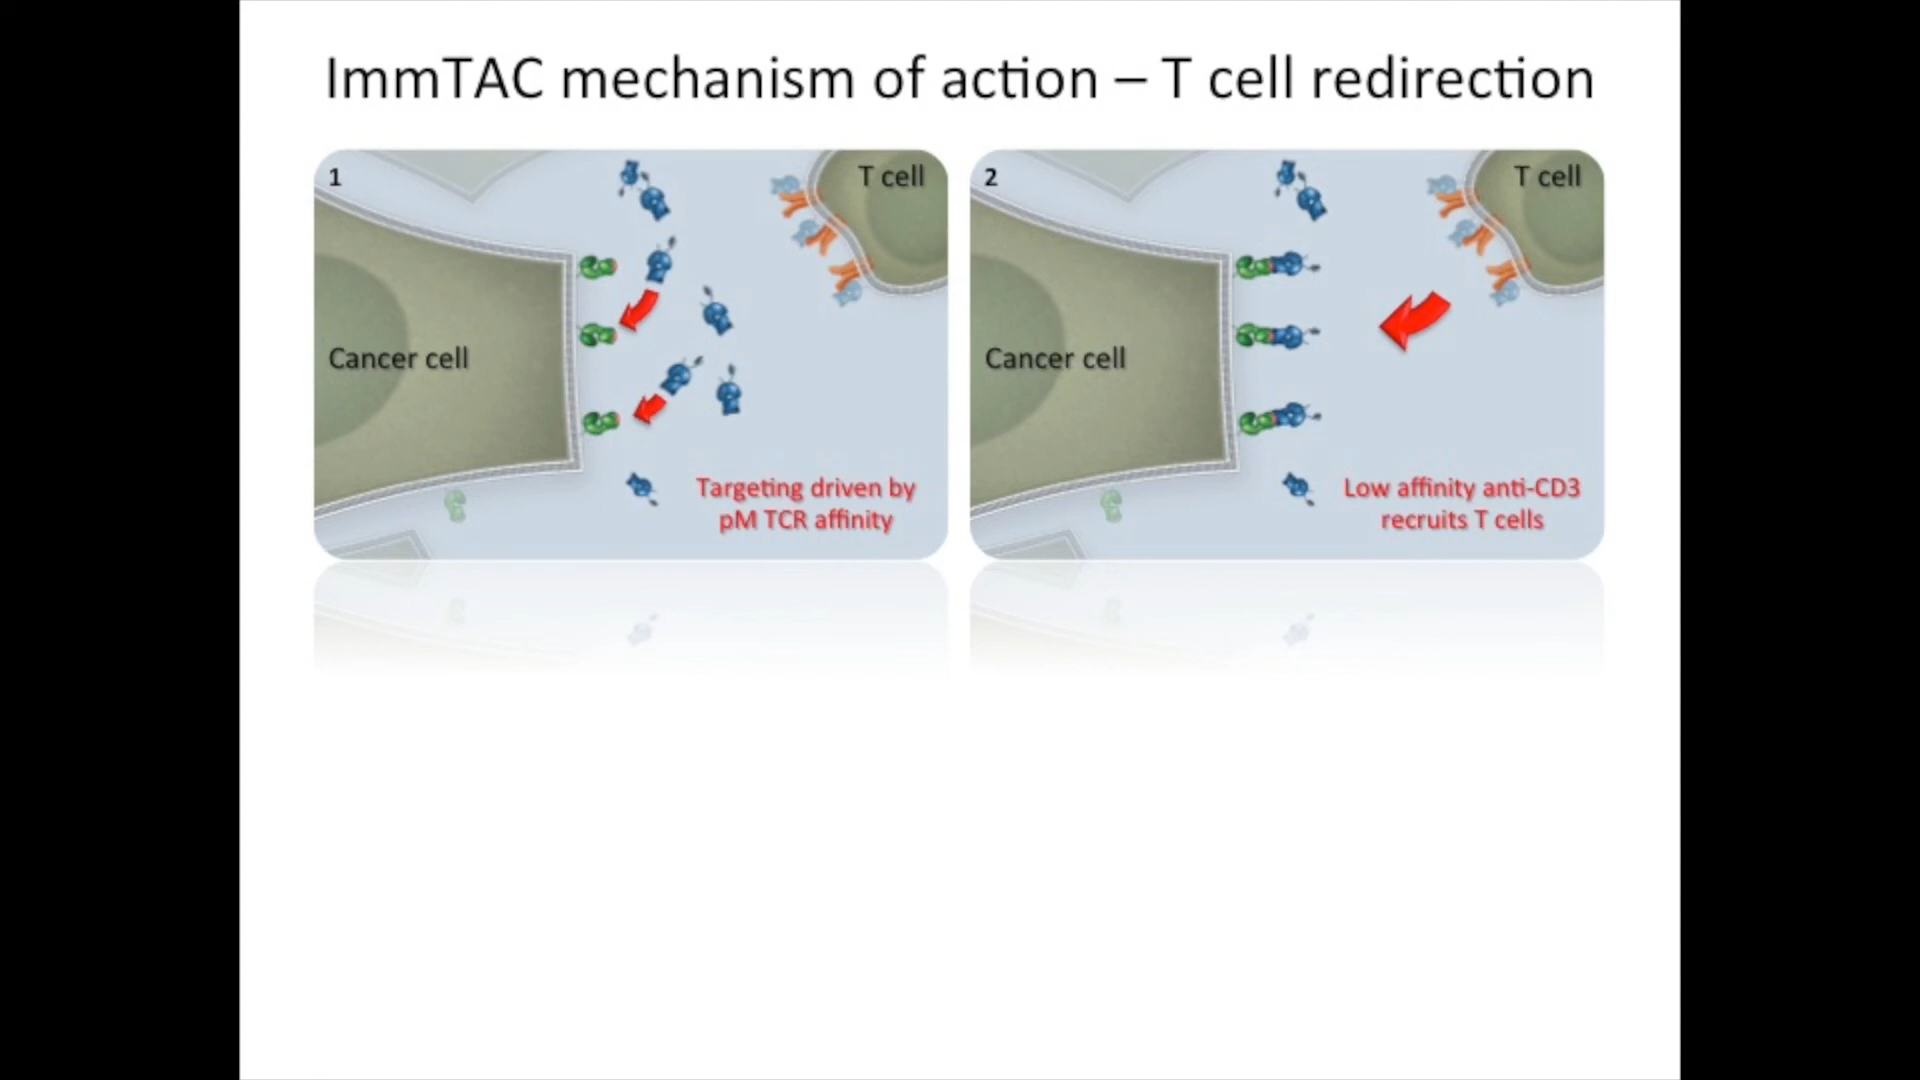 ImmTAC mechanism of action – T cell redirection
1
T cell
Cancer cell
Targeting driven by
pM TCR affinity
2
T cell
Cancer cell
Low affinity anti-CD3
recruits T cells